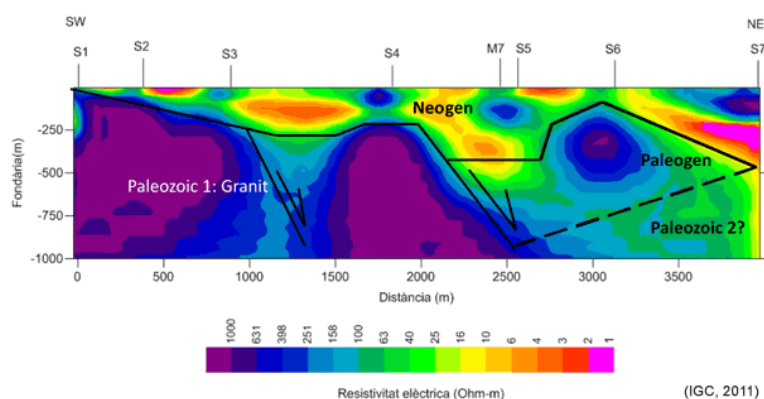 SW
NE
S1
S2
S3
S4
M7
S5
S6
S7
Neogen
-250
Paleogen
-500
Paleozoic 1: Granit
-750
Paleozoic 2?
-1000
Fondària(m)
0
500
1000
1500
2000
2500
3000
3500
Distància (m)
1000
631
398
251
158
100
63
40
25
16
10
6
4
3
2
1
Resistivitat elèctrica (Ohm-m)
(IGC, 2011)